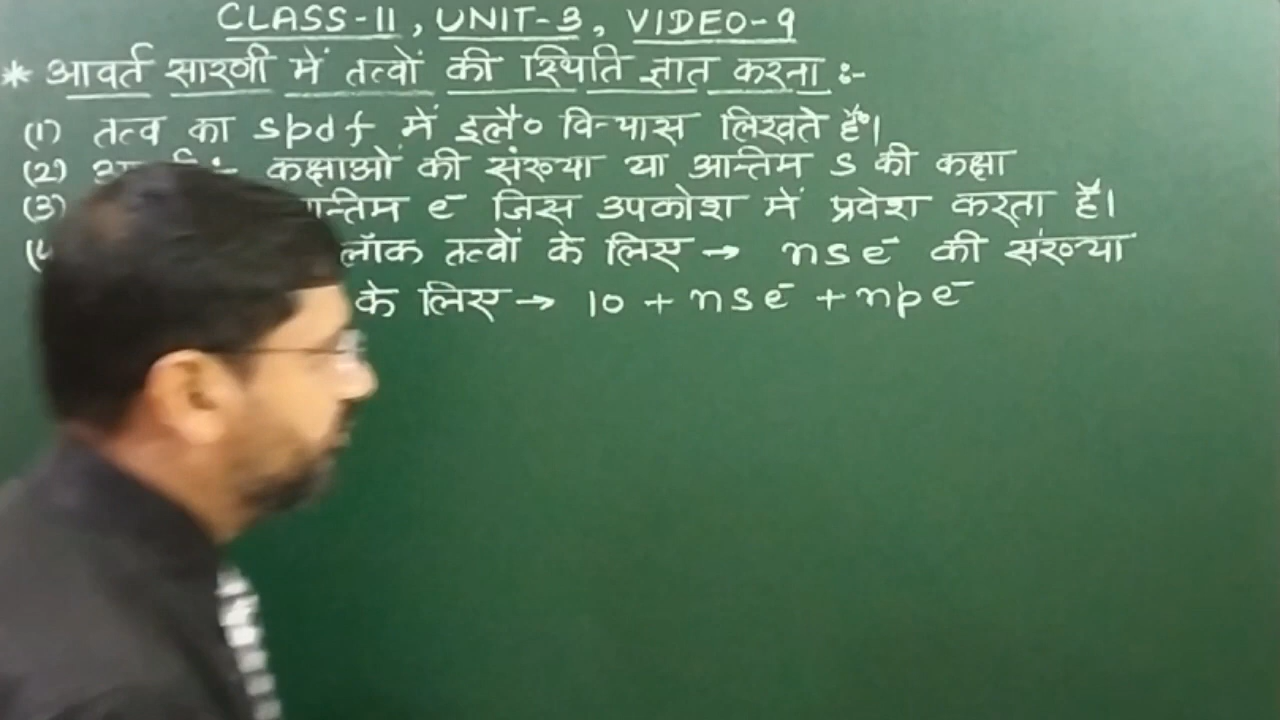 CLASS-11, UNIT-3, VIDEO-9
* आवर्त सारणी में तत्वों की स्थिति ज्ञात करना :-
(1) तत्व का spdf में इलै० विन्यास लिखते हैं।
(2) :- कक्षाओं की संख्या या अन्तिम s की कक्षा
(3) e⁻ जिस उपकोश में प्रवेश करता है।
तत्वों के लिए → ns e⁻ की संख्या
के लिए → 10 + ns e⁻ + np e⁻